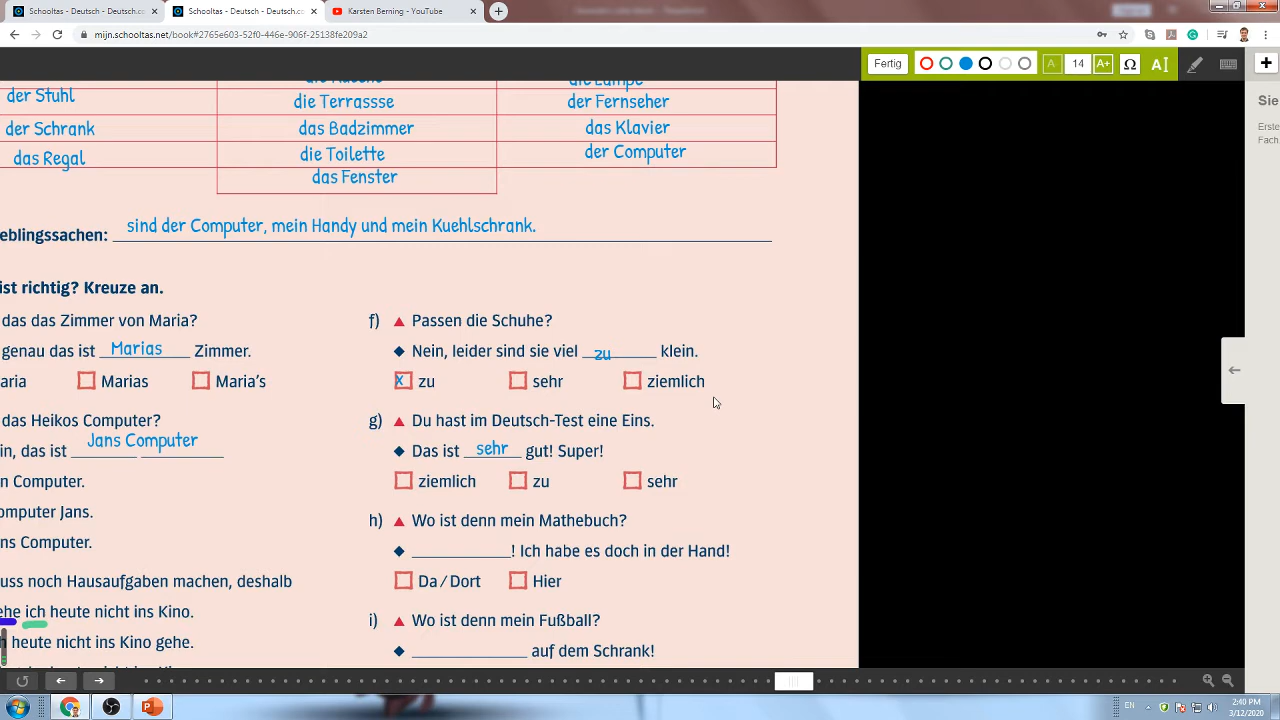 Schooltas - Deutsch - Deutsch.com
Schooltas - Deutsch - Deutsch.com
Karsten Berning - YouTube
mijn.schooltas.net/book#2765e603-52f0-446e-906f-25138fe209a2
Fertig
A- 14 A+ Ω A
der Stuhl
die Terrassse
der Fernseher
der Schrank
das Badzimmer
das Klavier
das Regal
die Toilette
der Computer
das Fenster
eblingssachen: sind der Computer, mein Handy und mein Kuehlschrank.
ist richtig? Kreuze an.
das das Zimmer von Maria?
genau das ist Marias Zimmer.
aria Marias Maria's
das Heikos Computer?
in, das ist Jans Computer
n Computer.
omputer Jans.
ns Computer.
uss noch Hausaufgaben machen, deshalb
ehe ich heute nicht ins Kino.
h heute nicht ins Kino gehe.
f) Passen die Schuhe?
Nein, leider sind sie viel zu klein.
x zu sehr ziemlich
g) Du hast im Deutsch-Test eine Eins.
Das ist sehr gut! Super!
ziemlich zu sehr
h) Wo ist denn mein Mathebuch?
! Ich habe es doch in der Hand!
Da / Dort Hier
i) Wo ist denn mein Fußball?
auf dem Schrank!
Sie
Erste
Fach
EN
2:40 PM
3/12/2020